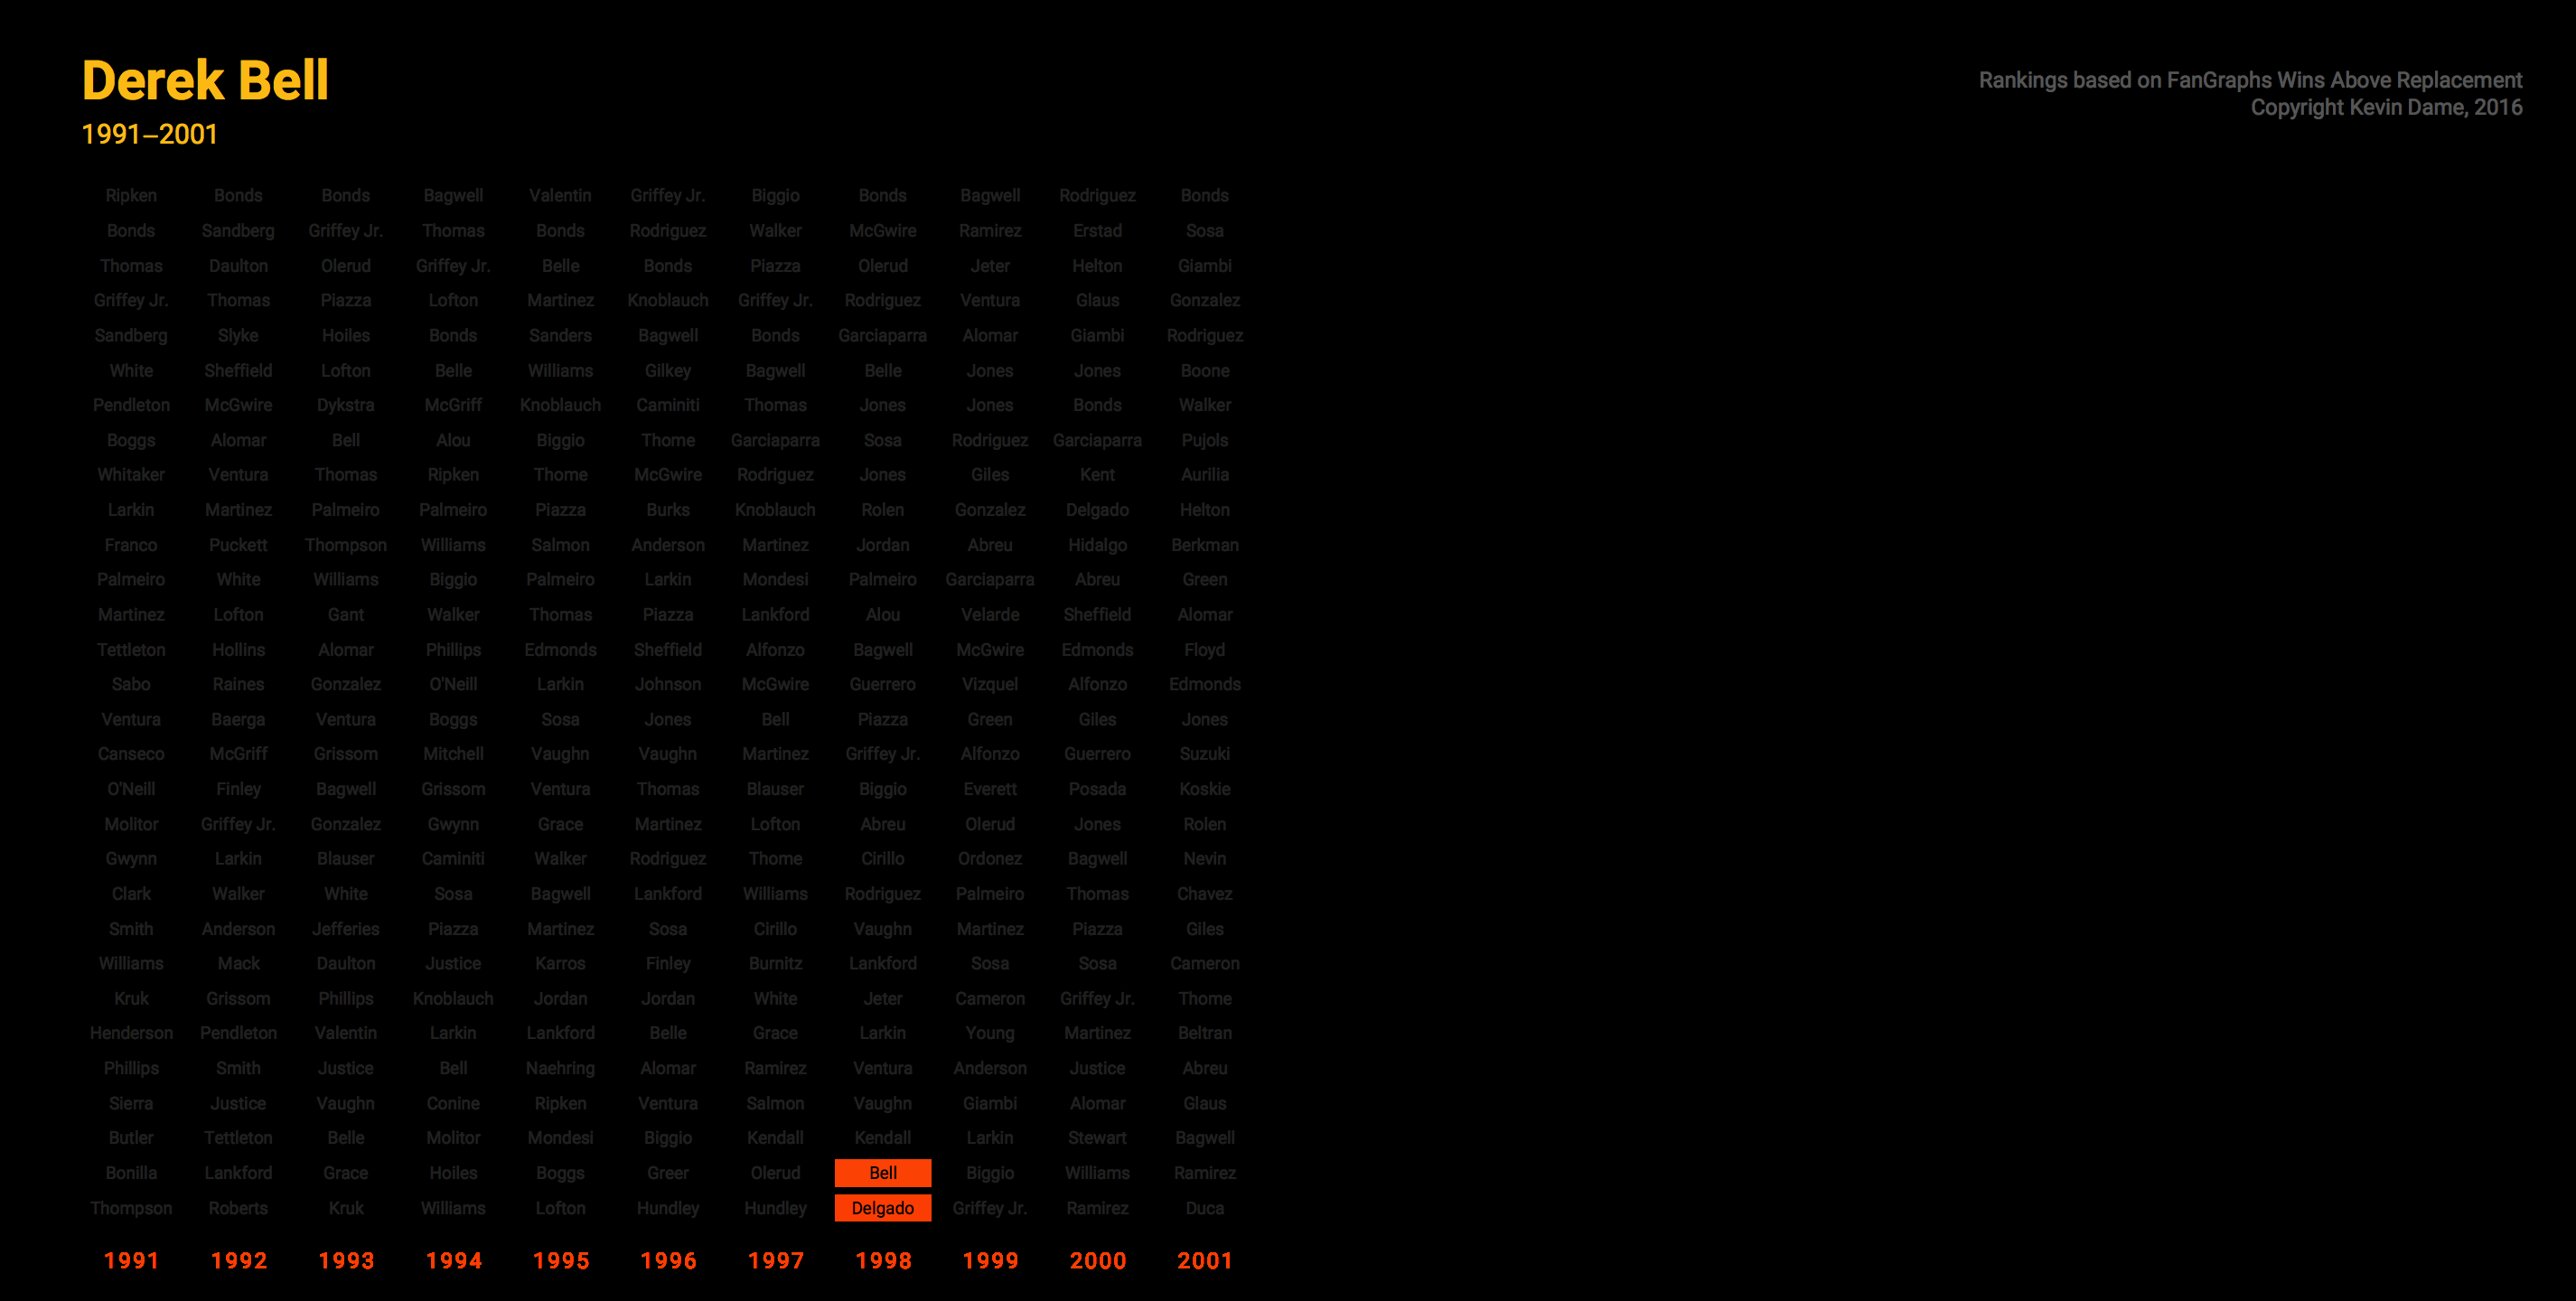 Derek Bell
1991–2001
Rankings based on FanGraphs Wins Above Replacement
Copyright Kevin Dame, 2016
Ripken Bonds Bonds Bagwell Valentin Griffey Jr. Biggio Bonds Bagwell Rodriguez Bonds
Bonds Sandberg Griffey Jr. Thomas Bonds Rodriguez Walker McGwire Ramirez Erstad Sosa
Thomas Daulton Olerud Griffey Jr. Belle Bonds Piazza Olerud Jeter Helton Giambi
Griffey Jr. Thomas Piazza Lofton Martinez Knoblauch Griffey Jr. Rodriguez Ventura Glaus Gonzalez
Sandberg Slyke Hoiles Bonds Sanders Bagwell Bonds Garciaparra Alomar Giambi Rodriguez
White Sheffield Lofton Belle Williams Gilkey Bagwell Belle Jones Jones Boone
Pendleton McGwire Dykstra McGriff Knoblauch Caminiti Thomas Jones Jones Bonds Walker
Boggs Alomar Bell Alou Biggio Thome Garciaparra Sosa Rodriguez Garciaparra Pujols
Whitaker Ventura Thomas Ripken Thome McGwire Rodriguez Jones Giles Kent Aurilia
Larkin Martinez Palmeiro Palmeiro Piazza Burks Knoblauch Rolen Gonzalez Delgado Helton
Franco Puckett Thompson Williams Salmon Anderson Martinez Jordan Abreu Hidalgo Berkman
Palmeiro White Williams Biggio Palmeiro Larkin Mondesi Palmeiro Garciaparra Abreu Green
Martinez Lofton Gant Walker Thomas Piazza Lankford Alou Velarde Sheffield Alomar
Tettleton Hollins Alomar Phillips Edmonds Sheffield Alfonzo Bagwell McGwire Edmonds Floyd
Sabo Raines Gonzalez O'Neill Larkin Johnson McGwire Guerrero Vizquel Alfonzo Edmonds
Ventura Baerga Ventura Boggs Sosa Jones Bell Piazza Green Giles Jones
Canseco McGriff Grissom Mitchell Vaughn Vaughn Martinez Griffey Jr. Alfonzo Guerrero Suzuki
O'Neill Finley Bagwell Grissom Ventura Thomas Blauser Biggio Everett Posada Koskie
Molitor Griffey Jr. Gonzalez Gwynn Grace Martinez Lofton Abreu Olerud Jones Rolen
Gwynn Larkin Blauser Caminiti Walker Rodriguez Thome Cirillo Ordonez Bagwell Nevin
Clark Walker White Sosa Bagwell Lankford Williams Rodriguez Palmeiro Thomas Chavez
Smith Anderson Jefferies Piazza Martinez Sosa Cirillo Vaughn Martinez Piazza Giles
Williams Mack Daulton Justice Karros Finley Burnitz Lankford Sosa Sosa Cameron
Kruk Grissom Phillips Knoblauch Jordan Jordan White Jeter Cameron Griffey Jr. Thome
Henderson Pendleton Valentin Larkin Lankford Belle Grace Larkin Young Martinez Beltran
Phillips Smith Justice Bell Naehring Alomar Ramirez Ventura Anderson Justice Abreu
Sierra Justice Vaughn Conine Ripken Ventura Salmon Vaughn Giambi Alomar Glaus
Butler Tettleton Belle Molitor Mondesi Biggio Kendall Kendall Larkin Stewart Bagwell
Bonilla Lankford Grace Hoiles Boggs Greer Olerud Bell Biggio Williams Ramirez
Thompson Roberts Kruk Williams Lofton Hundley Hundley Delgado Griffey Jr. Ramirez Duca
1991 1992 1993 1994 1995 1996 1997 1998 1999 2000 2001